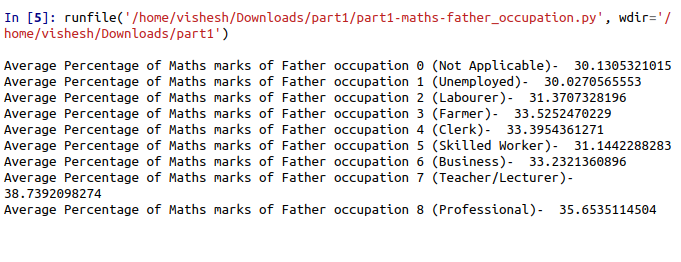 In [5]: runfile('/home/vishesh/Downloads/part1/part1-maths-father_occupation.py', wdir='/
home/vishesh/Downloads/part1')
Average Percentage of Maths marks of Father occupation 0 (Not Applicable)-  30.1305321015
Average Percentage of Maths marks of Father occupation 1 (Unemployed)-  30.0270565553
Average Percentage of Maths marks of Father occupation 2 (Labourer)-  31.3707328196
Average Percentage of Maths marks of Father occupation 3 (Farmer)-  33.5252470229
Average Percentage of Maths marks of Father occupation 4 (Clerk)-  33.3954361271
Average Percentage of Maths marks of Father occupation 5 (Skilled Worker)-  31.1442288283
Average Percentage of Maths marks of Father occupation 6 (Business)-  33.2321360896
Average Percentage of Maths marks of Father occupation 7 (Teacher/Lecturer)-
38.7392098274
Average Percentage of Maths marks of Father occupation 8 (Professional)-  35.6535114504